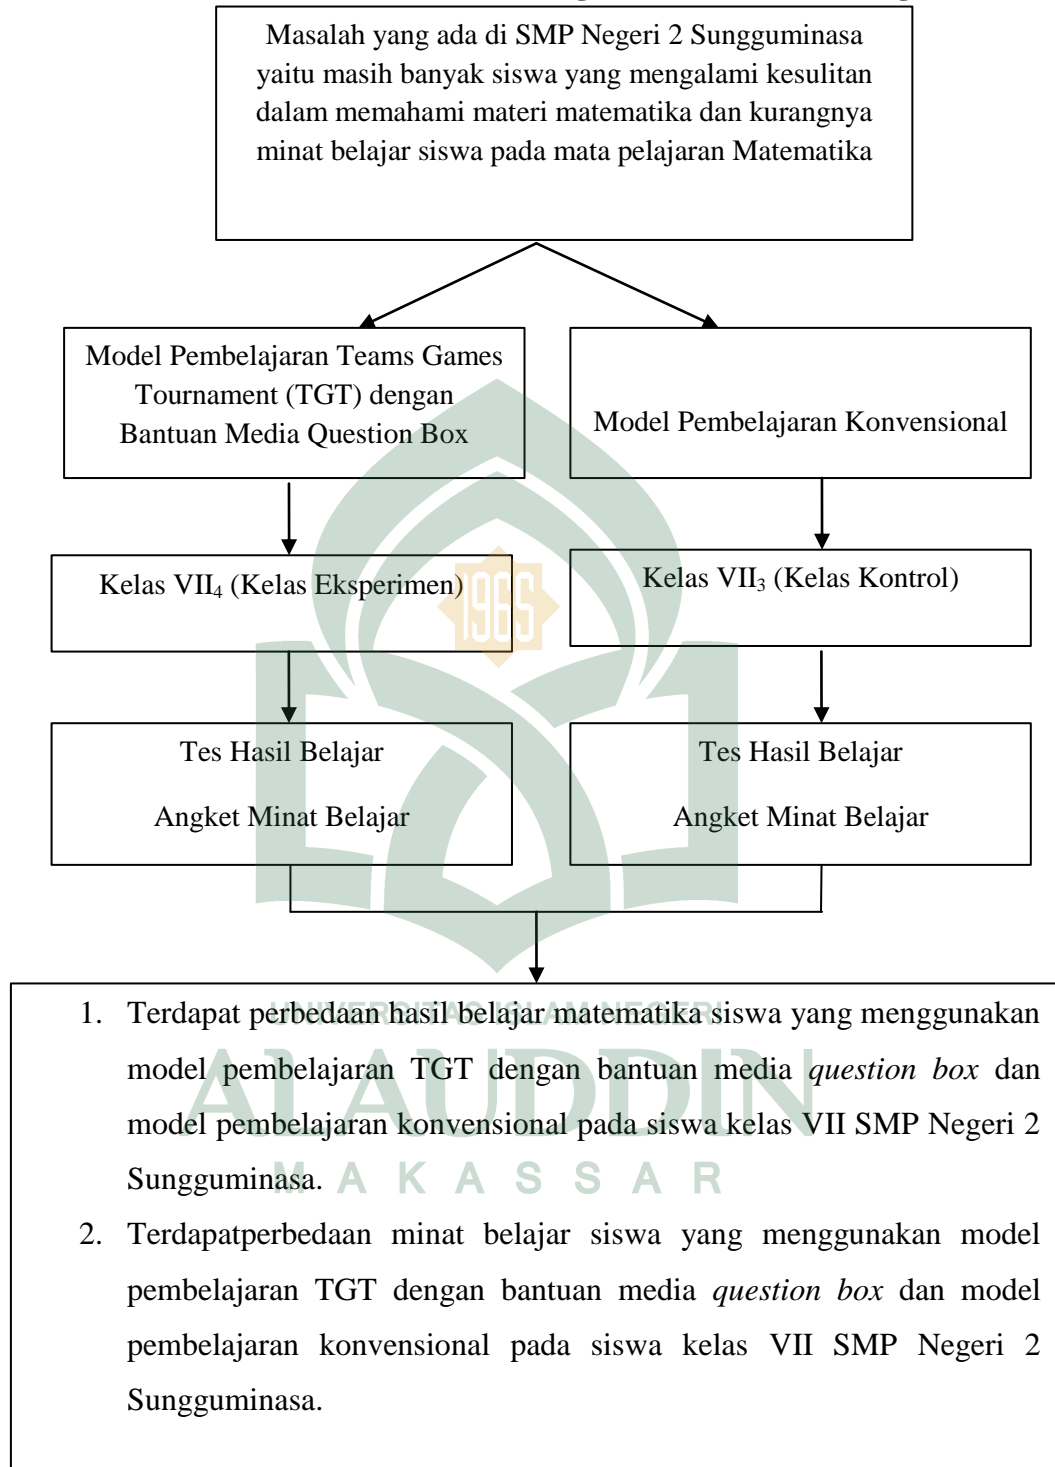 Masalah yang ada di SMP Negeri 2 Sungguminasa
yaitu masih banyak siswa yang mengalami kesulitan
dalam memahami materi matematika dan kurangnya
minat belajar siswa pada mata pelajaran Matematika
Model Pembelajaran Teams Games
Tournament (TGT) dengan
Bantuan Media Question Box
Model Pembelajaran Konvensional
Kelas VII₄ (Kelas Eksperimen)
Kelas VII₃ (Kelas Kontrol)
1965
Tes Hasil Belajar
Angket Minat Belajar
Tes Hasil Belajar
Angket Minat Belajar
1. Terdapat perbedaan hasil belajar matematika siswa yang menggunakan
model pembelajaran TGT dengan bantuan media question box dan
model pembelajaran konvensional pada siswa kelas VII SMP Negeri 2
Sungguminasa.
2. Terdapatperbedaan minat belajar siswa yang menggunakan model
pembelajaran TGT dengan bantuan media question box dan model
pembelajaran konvensional pada siswa kelas VII SMP Negeri 2
Sungguminasa.
UNIVERSITAS ISLAM NEGERI
ALAUDDIN
MAKASSAR